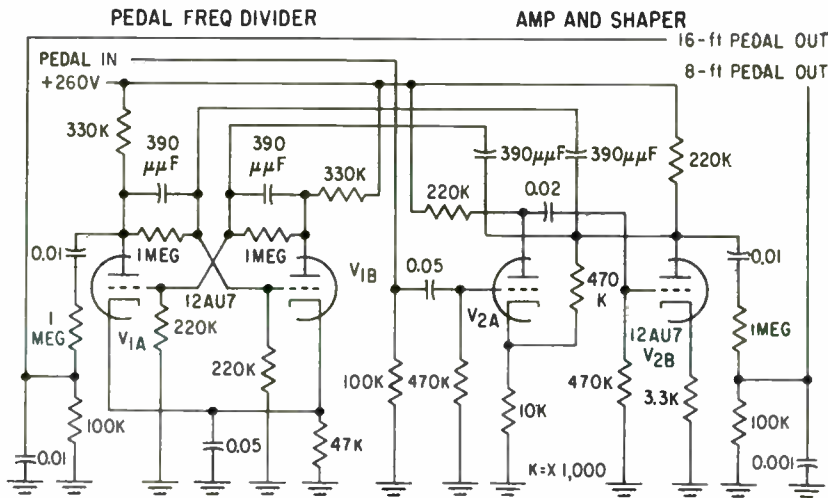 PEDAL FREQ DIVIDER
AMP AND SHAPER
16-ft PEDAL OUT
PEDAL IN
8-ft PEDAL OUT
+260V
330K
390
μμF
390
μμF
330K
390μμF
390μμF
220K
220K
0.02
0.01
1MEG
1MEG
V1B
0.05
470
K
0.01
12AU7
V2A
1
MEG
V1A
220K
220K
12AU7
V2B
1MEG
100K
470K
470K
3.3K
10K
100K
100K
0.01
0.05
47K
K=X 1,000
0.001